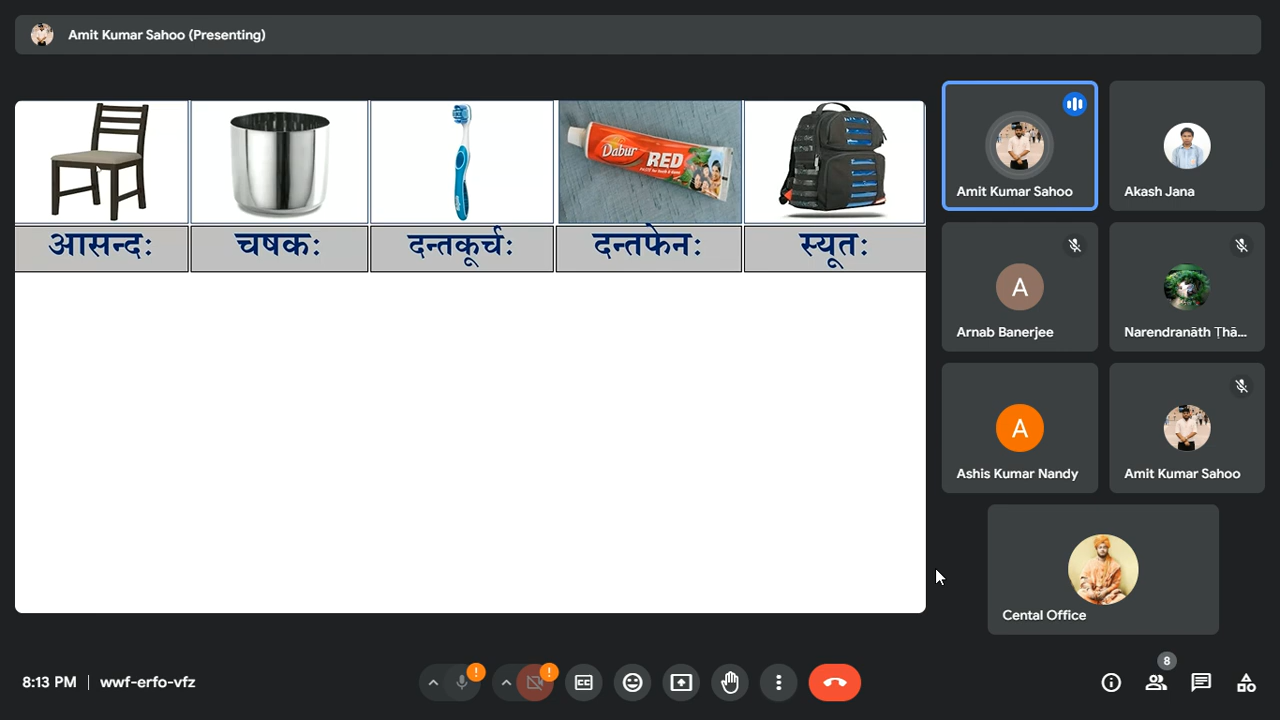 Amit Kumar Sahoo (Presenting)
Dabur
RED
आसन्दः
चषकः
दन्तकूर्चः
दन्तफेनः
स्यूतः
Amit Kumar Sahoo
Akash Jana
A
Arnab Banerjee
Narendranāth Ṭhā...
A
Ashis Kumar Nandy
Amit Kumar Sahoo
Cental Office
8:13 PM | wwf-erfo-vfz
CC
8